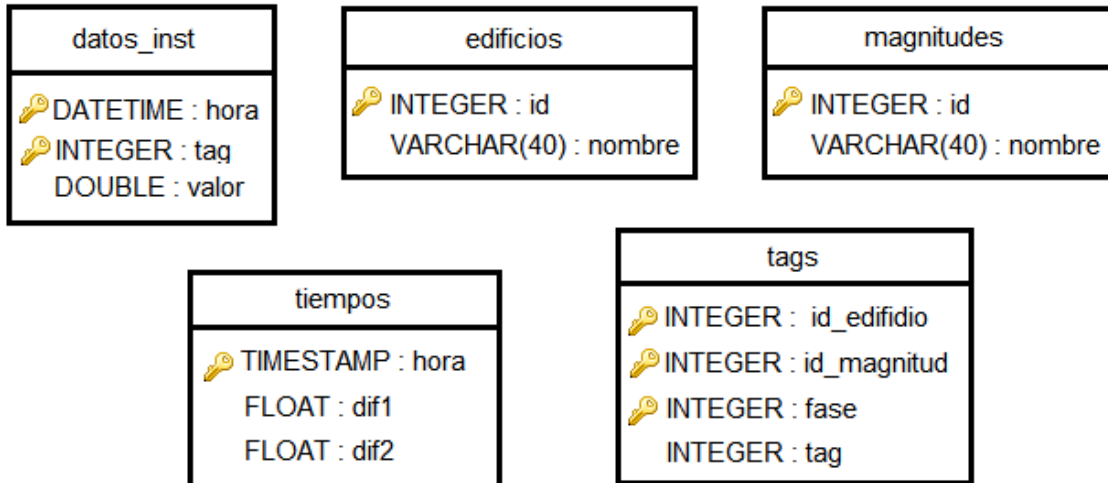 datos_inst
DATETIME : hora
INTEGER : tag
DOUBLE : valor
edificios
INTEGER : id
VARCHAR(40) : nombre
magnitudes
INTEGER : id
VARCHAR(40) : nombre
tiempos
TIMESTAMP : hora
FLOAT : dif1
FLOAT : dif2
tags
INTEGER : id_edifidio
INTEGER : id_magnitud
INTEGER : fase
INTEGER : tag